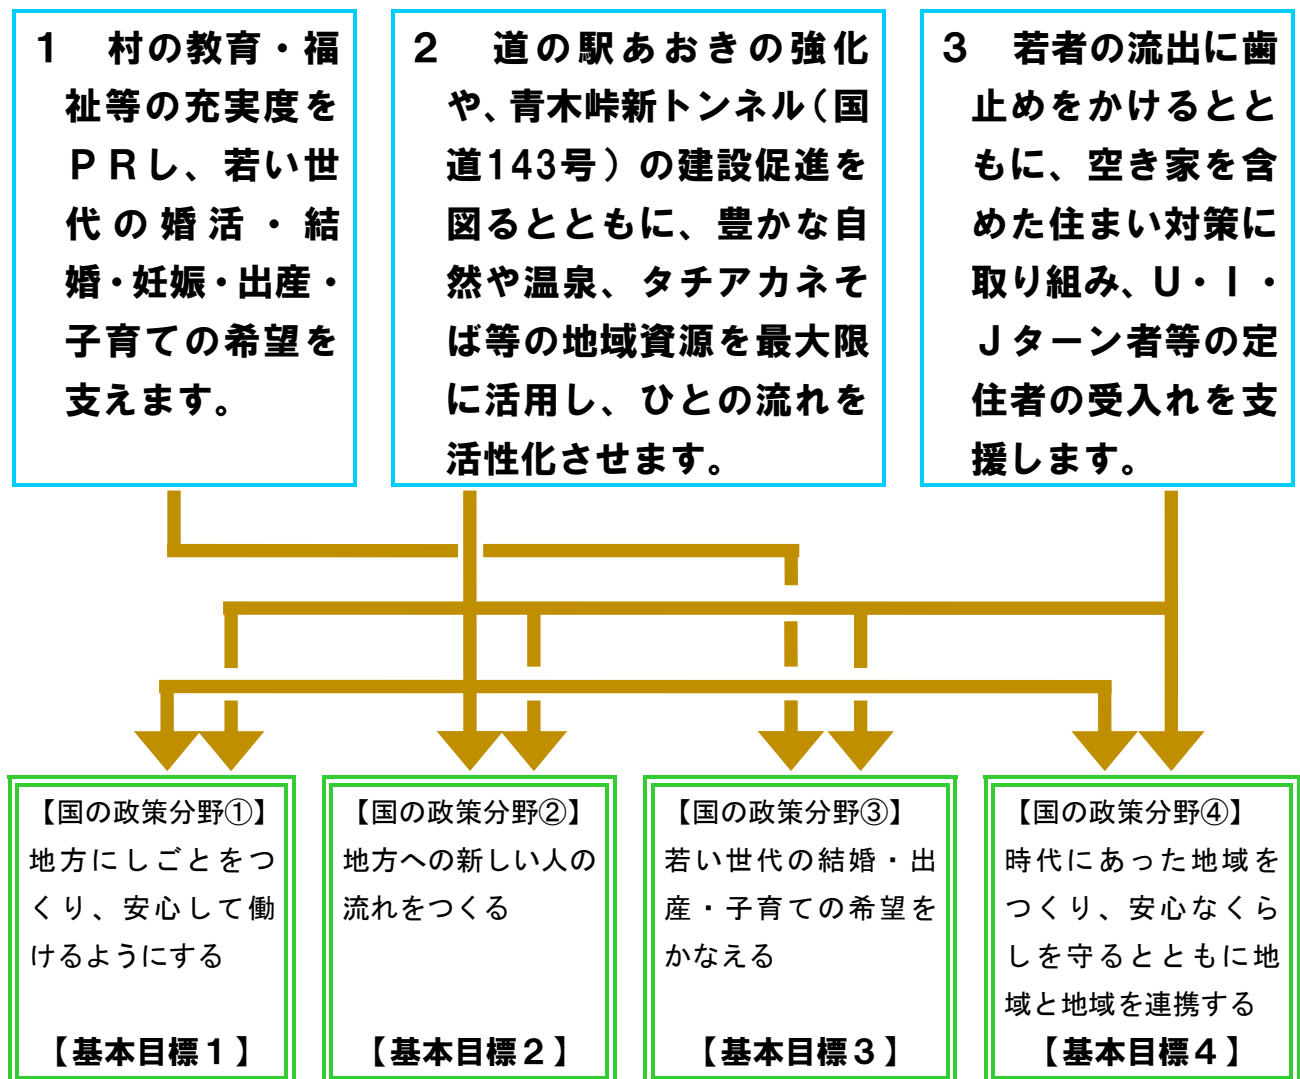 １　村の教育・福
祉等の充実度を
ＰＲし、若い世
代の婚活・結
婚・妊娠・出産・
子育ての希望を
支えます。
２　道の駅あおきの強化
や、青木峠新トンネル（国
道143号）の建設促進を
図るとともに、豊かな自
然や温泉、タチアカネそ
ば等の地域資源を最大限
に活用し、ひとの流れを
活性化させます。
３　若者の流出に歯
止めをかけるとと
もに、空き家を含
めた住まい対策に
取り組み、Ｕ・Ｉ・
Ｊターン者等の定
住者の受入れを支
援します。
【国の政策分野①】
地方にしごとをつ
くり、安心して働
けるようにする
【基本目標１】
【国の政策分野②】
地方への新しい人の
流れをつくる
【基本目標２】
【国の政策分野③】
若い世代の結婚・出
産・子育ての希望を
かなえる
【基本目標３】
【国の政策分野④】
時代にあった地域を
つくり、安心なくら
しを守るとともに地
域と地域を連携する
【基本目標４】